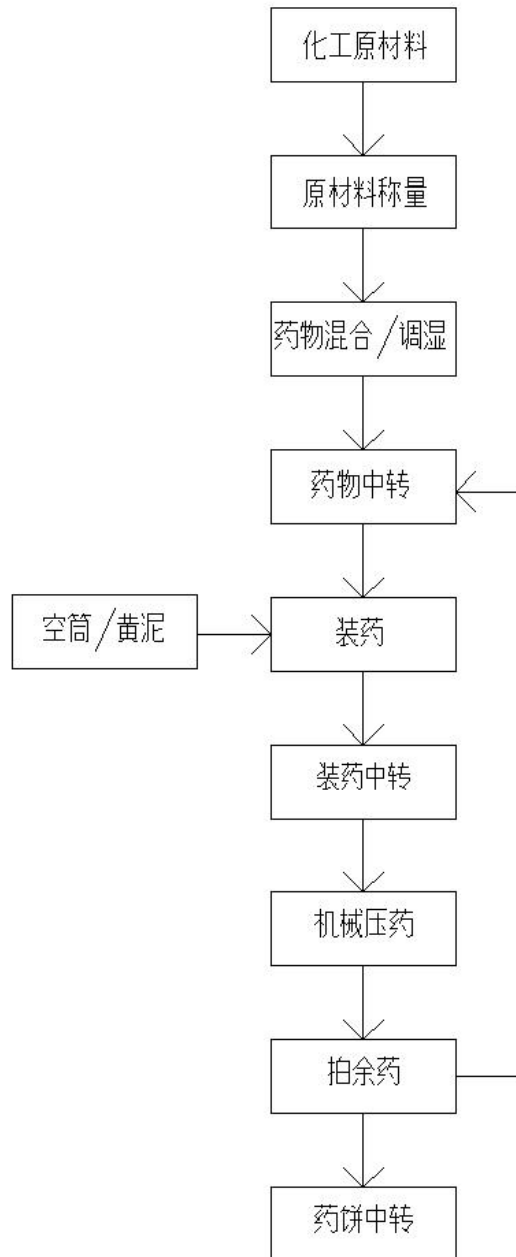 化工原材料
原材料称量
药物混合/调湿
药物中转
空筒/黄泥
装药
装药中转
机械压药
拍余药
药饼中转